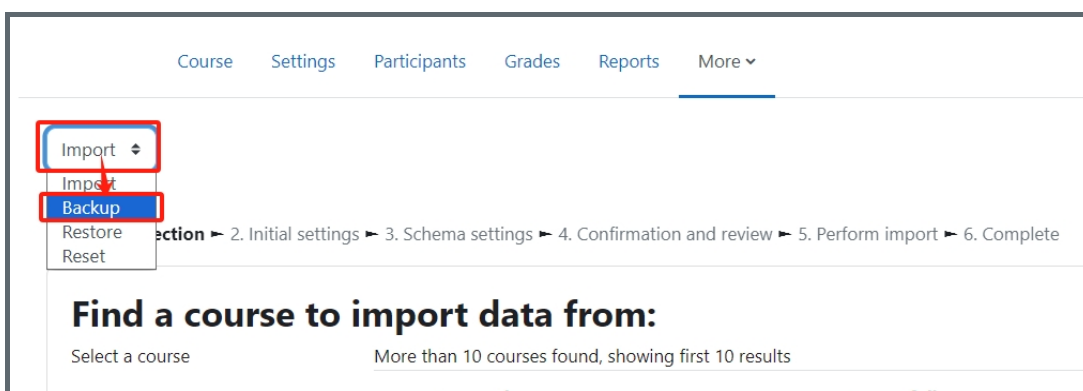 Course Settings Participants Grades Reports More
Import
Import
Backup
Restore
Reset
ection ► 2. Initial settings ► 3. Schema settings ► 4. Confirmation and review ► 5. Perform import ► 6. Complete
Find a course to import data from:
Select a course More than 10 courses found, showing first 10 results